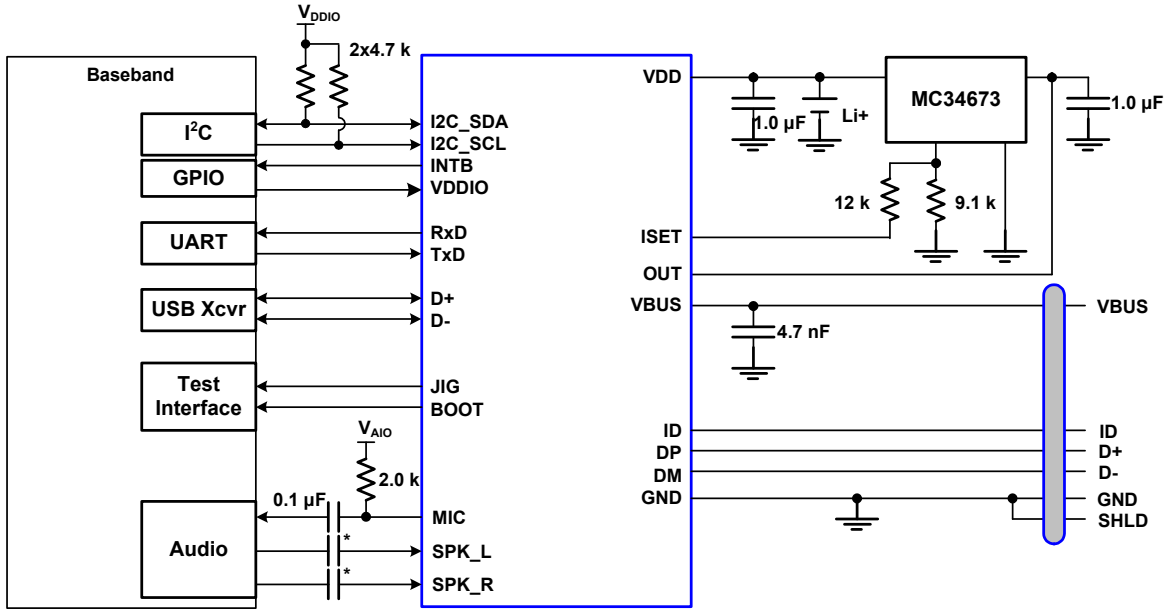 V_DDIO
2x4.7 k
Baseband
I²C
GPIO
UART
USB Xcvr
Test
Interface
Audio
I2C_SDA
I2C_SCL
INTB
VDDIO
RxD
TxD
D+
D-
JIG
BOOT
V_AIO
2.0 k
0.1 µF
MIC
*
SPK_L
*
SPK_R
VDD
1.0 µF
Li+
MC34673
1.0 µF
12 k
9.1 k
ISET
OUT
VBUS
4.7 nF
ID
DP
DM
GND
VBUS
ID
D+
D-
GND
SHLD